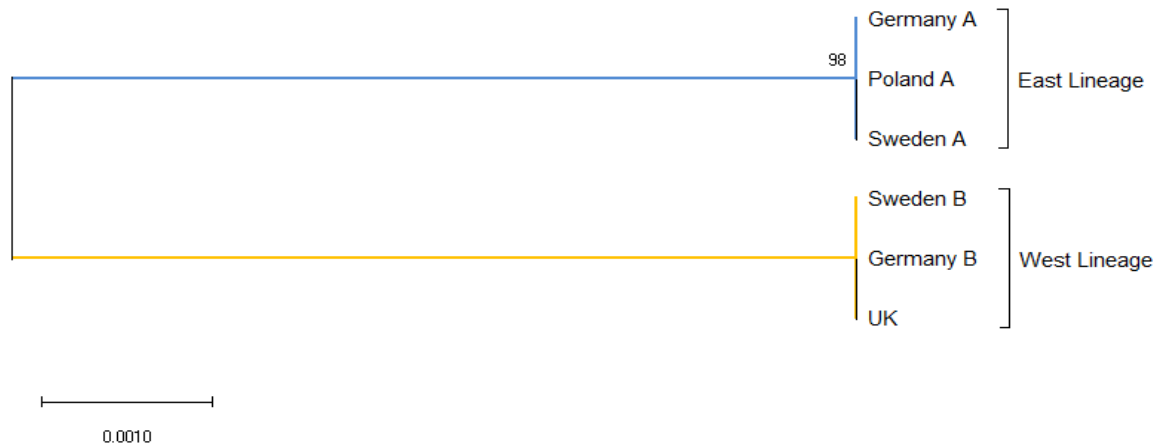 Germany A
98
Poland A
East Lineage
Sweden A
Sweden B
Germany B
West Lineage
UK
0.0010